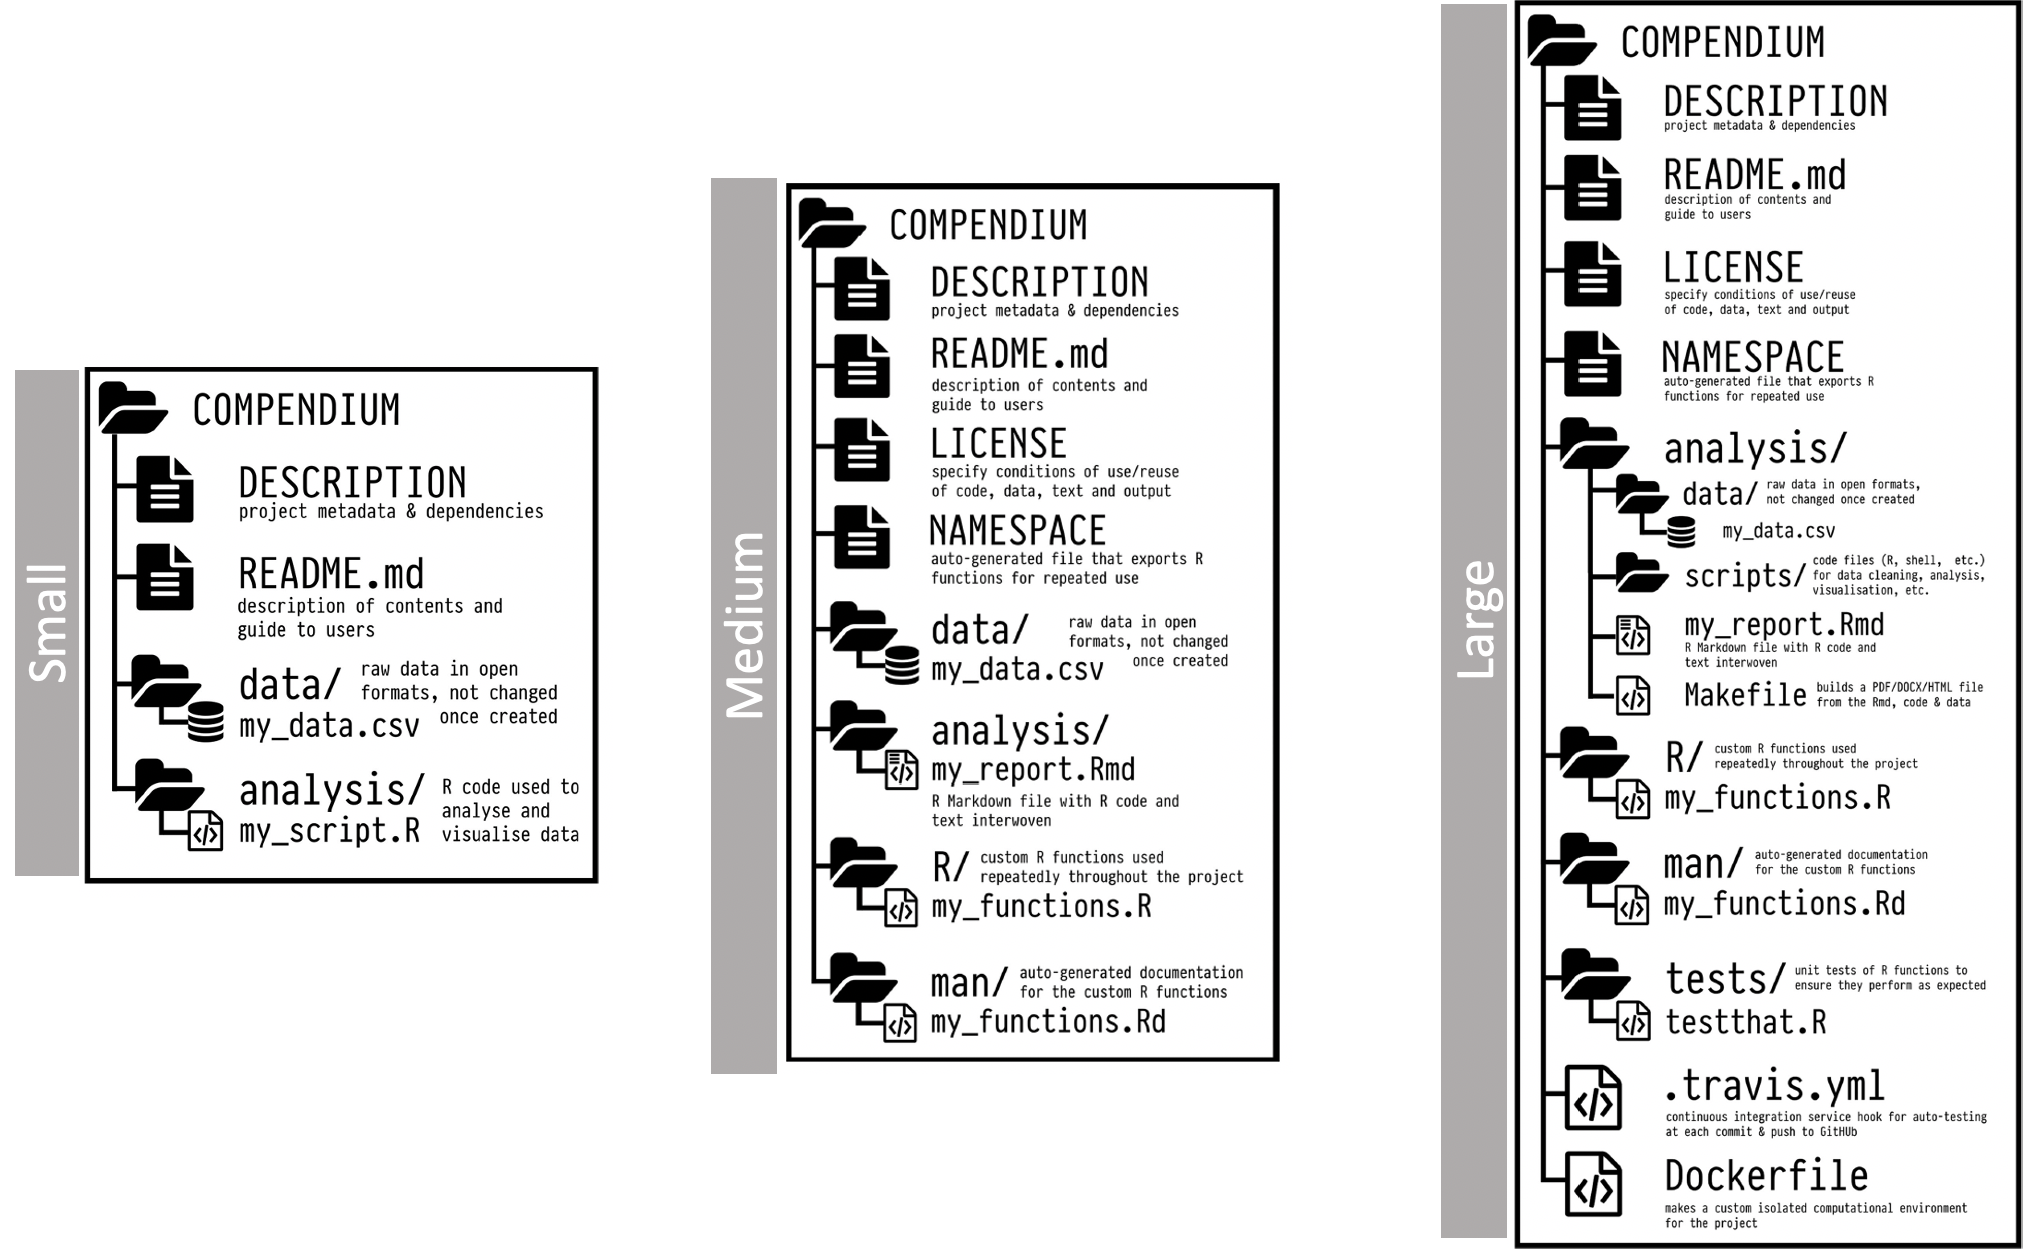 Small
COMPENDIUM
DESCRIPTION
project metadata & dependencies
README.md
description of contents and
guide to users
data/
raw data in open
formats, not changed
once created
my_data.csv
analysis/
R code used to
analyse and
visualise data
my_script.R
Medium
COMPENDIUM
DESCRIPTION
project metadata & dependencies
README.md
description of contents and
guide to users
LICENSE
specify conditions of use/reuse
of code, data, text and output
NAMESPACE
auto-generated file that exports R
functions for repeated use
data/
raw data in open
formats, not changed
once created
my_data.csv
analysis/
my_report.Rmd
R Markdown file with R code and
text interwoven
R/
custom R functions used
repeatedly throughout the project
my_functions.R
man/
auto-generated documentation
for the custom R functions
my_functions.Rd
Large
COMPENDIUM
DESCRIPTION
project metadata & dependencies
README.md
description of contents and
guide to users
LICENSE
specify conditions of use/reuse
of code, data, text and output
NAMESPACE
auto-generated file that exports R
functions for repeated use
analysis/
data/
raw data in open formats,
not changed once created
my_data.csv
scripts/
code files (R, shell, etc.)
for data cleaning, analysis,
visualisation, etc.
my_report.Rmd
R Markdown file with R code and
text interwoven
Makefile
builds a PDF/DOCX/HTML file
from the Rmd, code & data
R/
custom R functions used
repeatedly throughout the project
my_functions.R
man/
auto-generated documentation
for the custom R functions
my_functions.Rd
tests/
unit tests of R functions to
ensure they perform as expected
testthat.R
.travis.yml
continuous integration service hook for auto-testing
at each commit & push to GitHUb
Dockerfile
makes a custom isolated computational environment
for the project